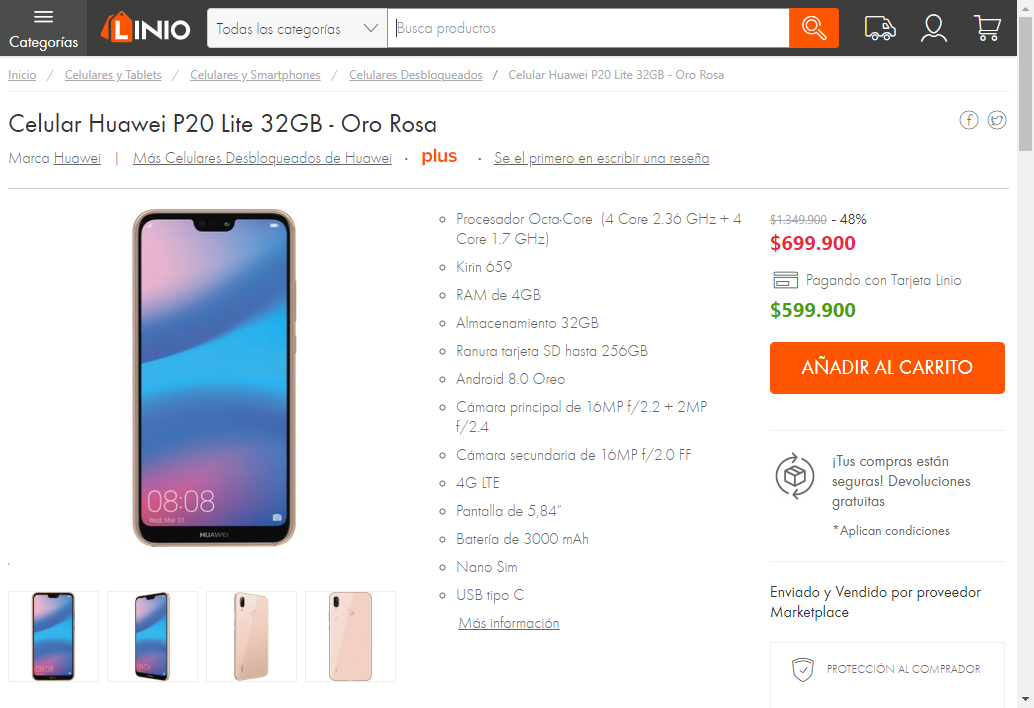 Categorías
LINIO
Todas las categorías
Busca productos
Inicio / Celulares y Tablets / Celulares y Smartphones / Celulares Desbloqueados / Celular Huawei P20 Lite 32GB - Oro Rosa
Celular Huawei P20 Lite 32GB - Oro Rosa
Marca Huawei | Más Celulares Desbloqueados de Huawei · plus · Se el primero en escribir una reseña
08:08
Wed, Mar 21
HUAWEI
Procesador Octa-Core (4 Core 2.36 GHz + 4
Core 1.7 GHz)
Kirin 659
RAM de 4GB
Almacenamiento 32GB
Ranura tarjeta SD hasta 256GB
Android 8.0 Oreo
Cámara principal de 16MP f/2.2 + 2MP
f/2.4
Cámara secundaria de 16MP f/2.0 FF
4G LTE
Pantalla de 5,84″
Batería de 3000 mAh
Nano Sim
USB tipo C
Más información
$1.349.900 - 48%
$699.900
Pagando con Tarjeta Linio
$599.900
AÑADIR AL CARRITO
¡Tus compras están
seguras! Devoluciones
gratuitas
*Aplican condiciones
Enviado y Vendido por proveedor
Marketplace
PROTECCIÓN AL COMPRADOR